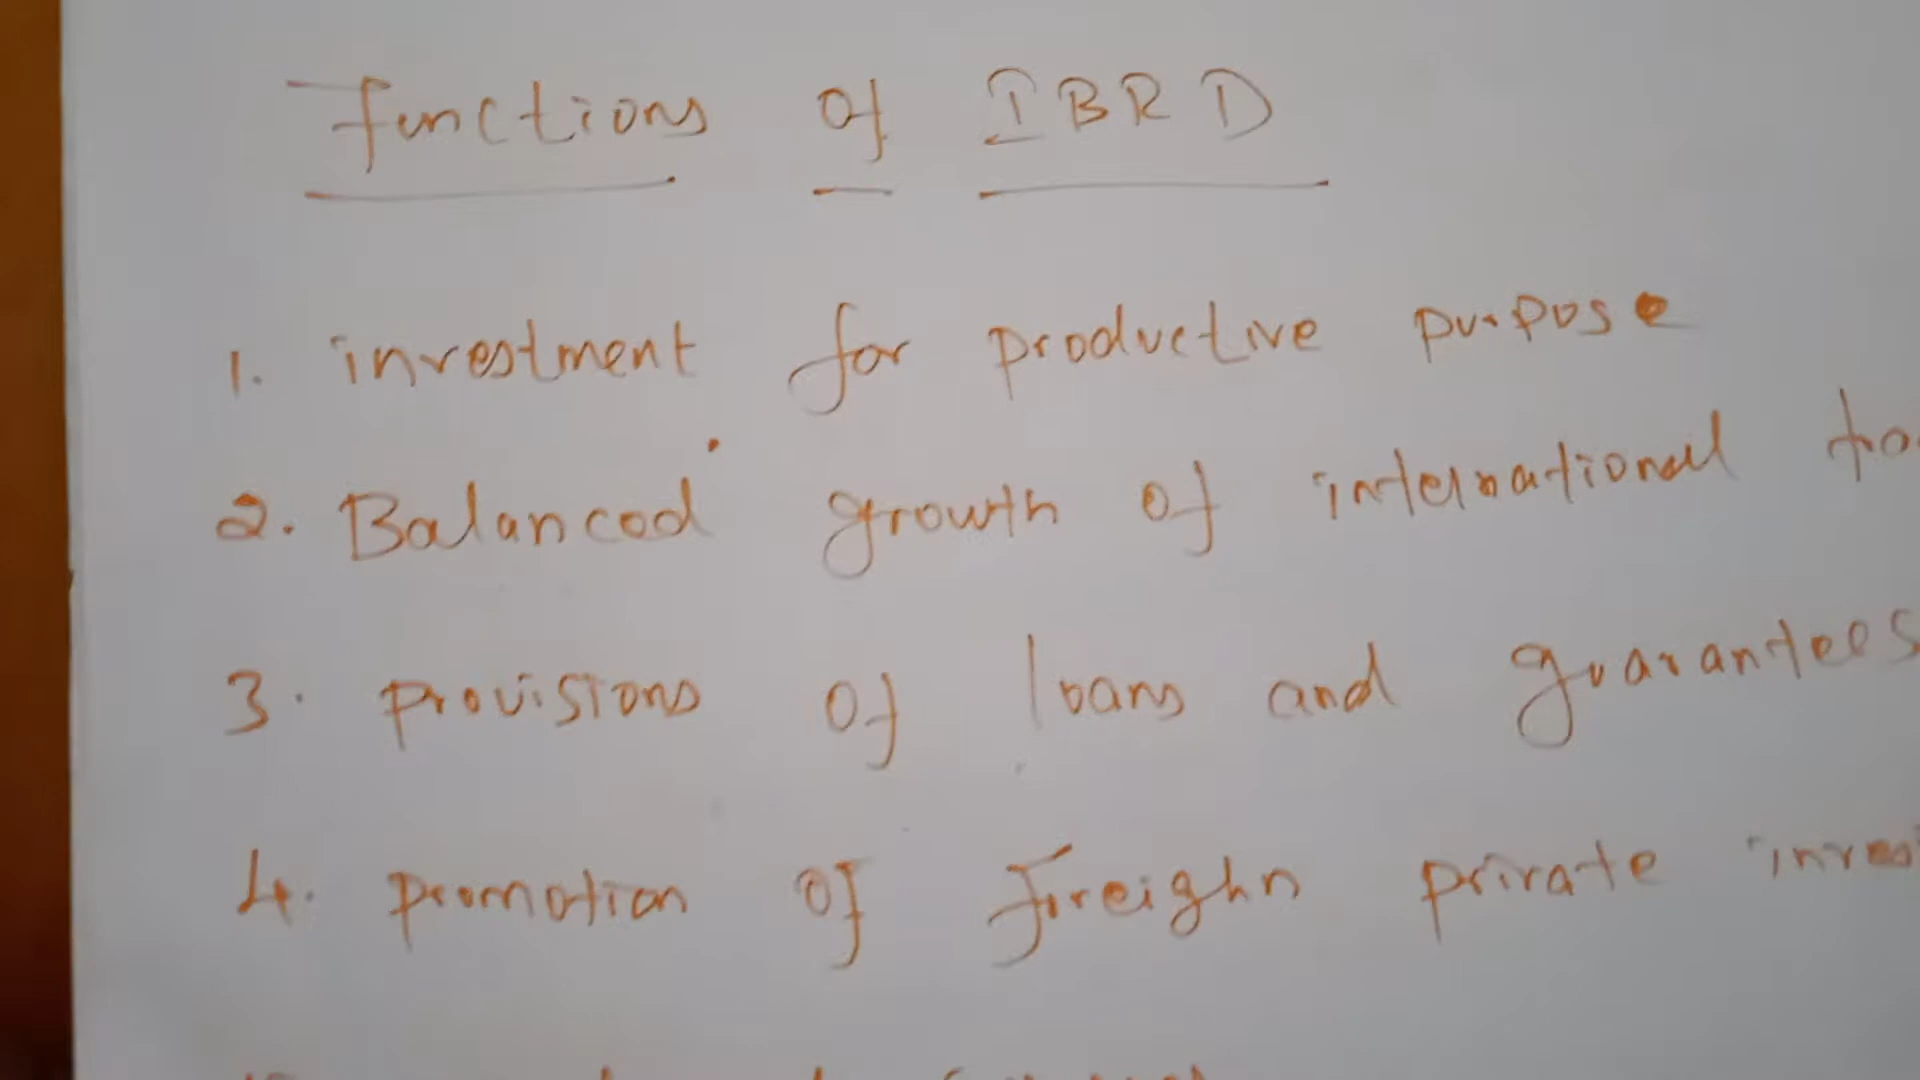 Functions of IBRD
1. investment for productive purpose
2. Balanced growth of international
3. provisions of loans and guarantees
4. promotion of foreighn private